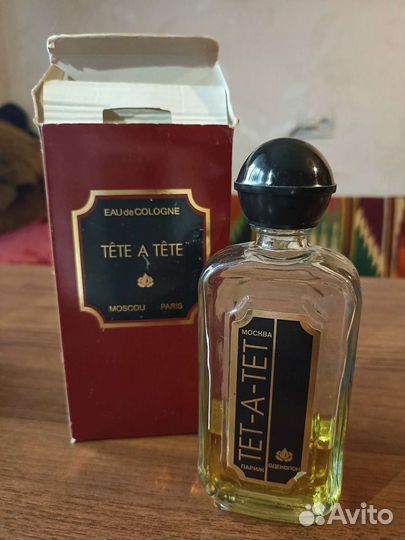 EAU de COLOGNE
TÊTE A TÊTE
MOSCOU PARIS
МОСКВА
ТЕТ-А-ТЕТ
ПАРИЖ
ОДЕКОЛОН
Avito